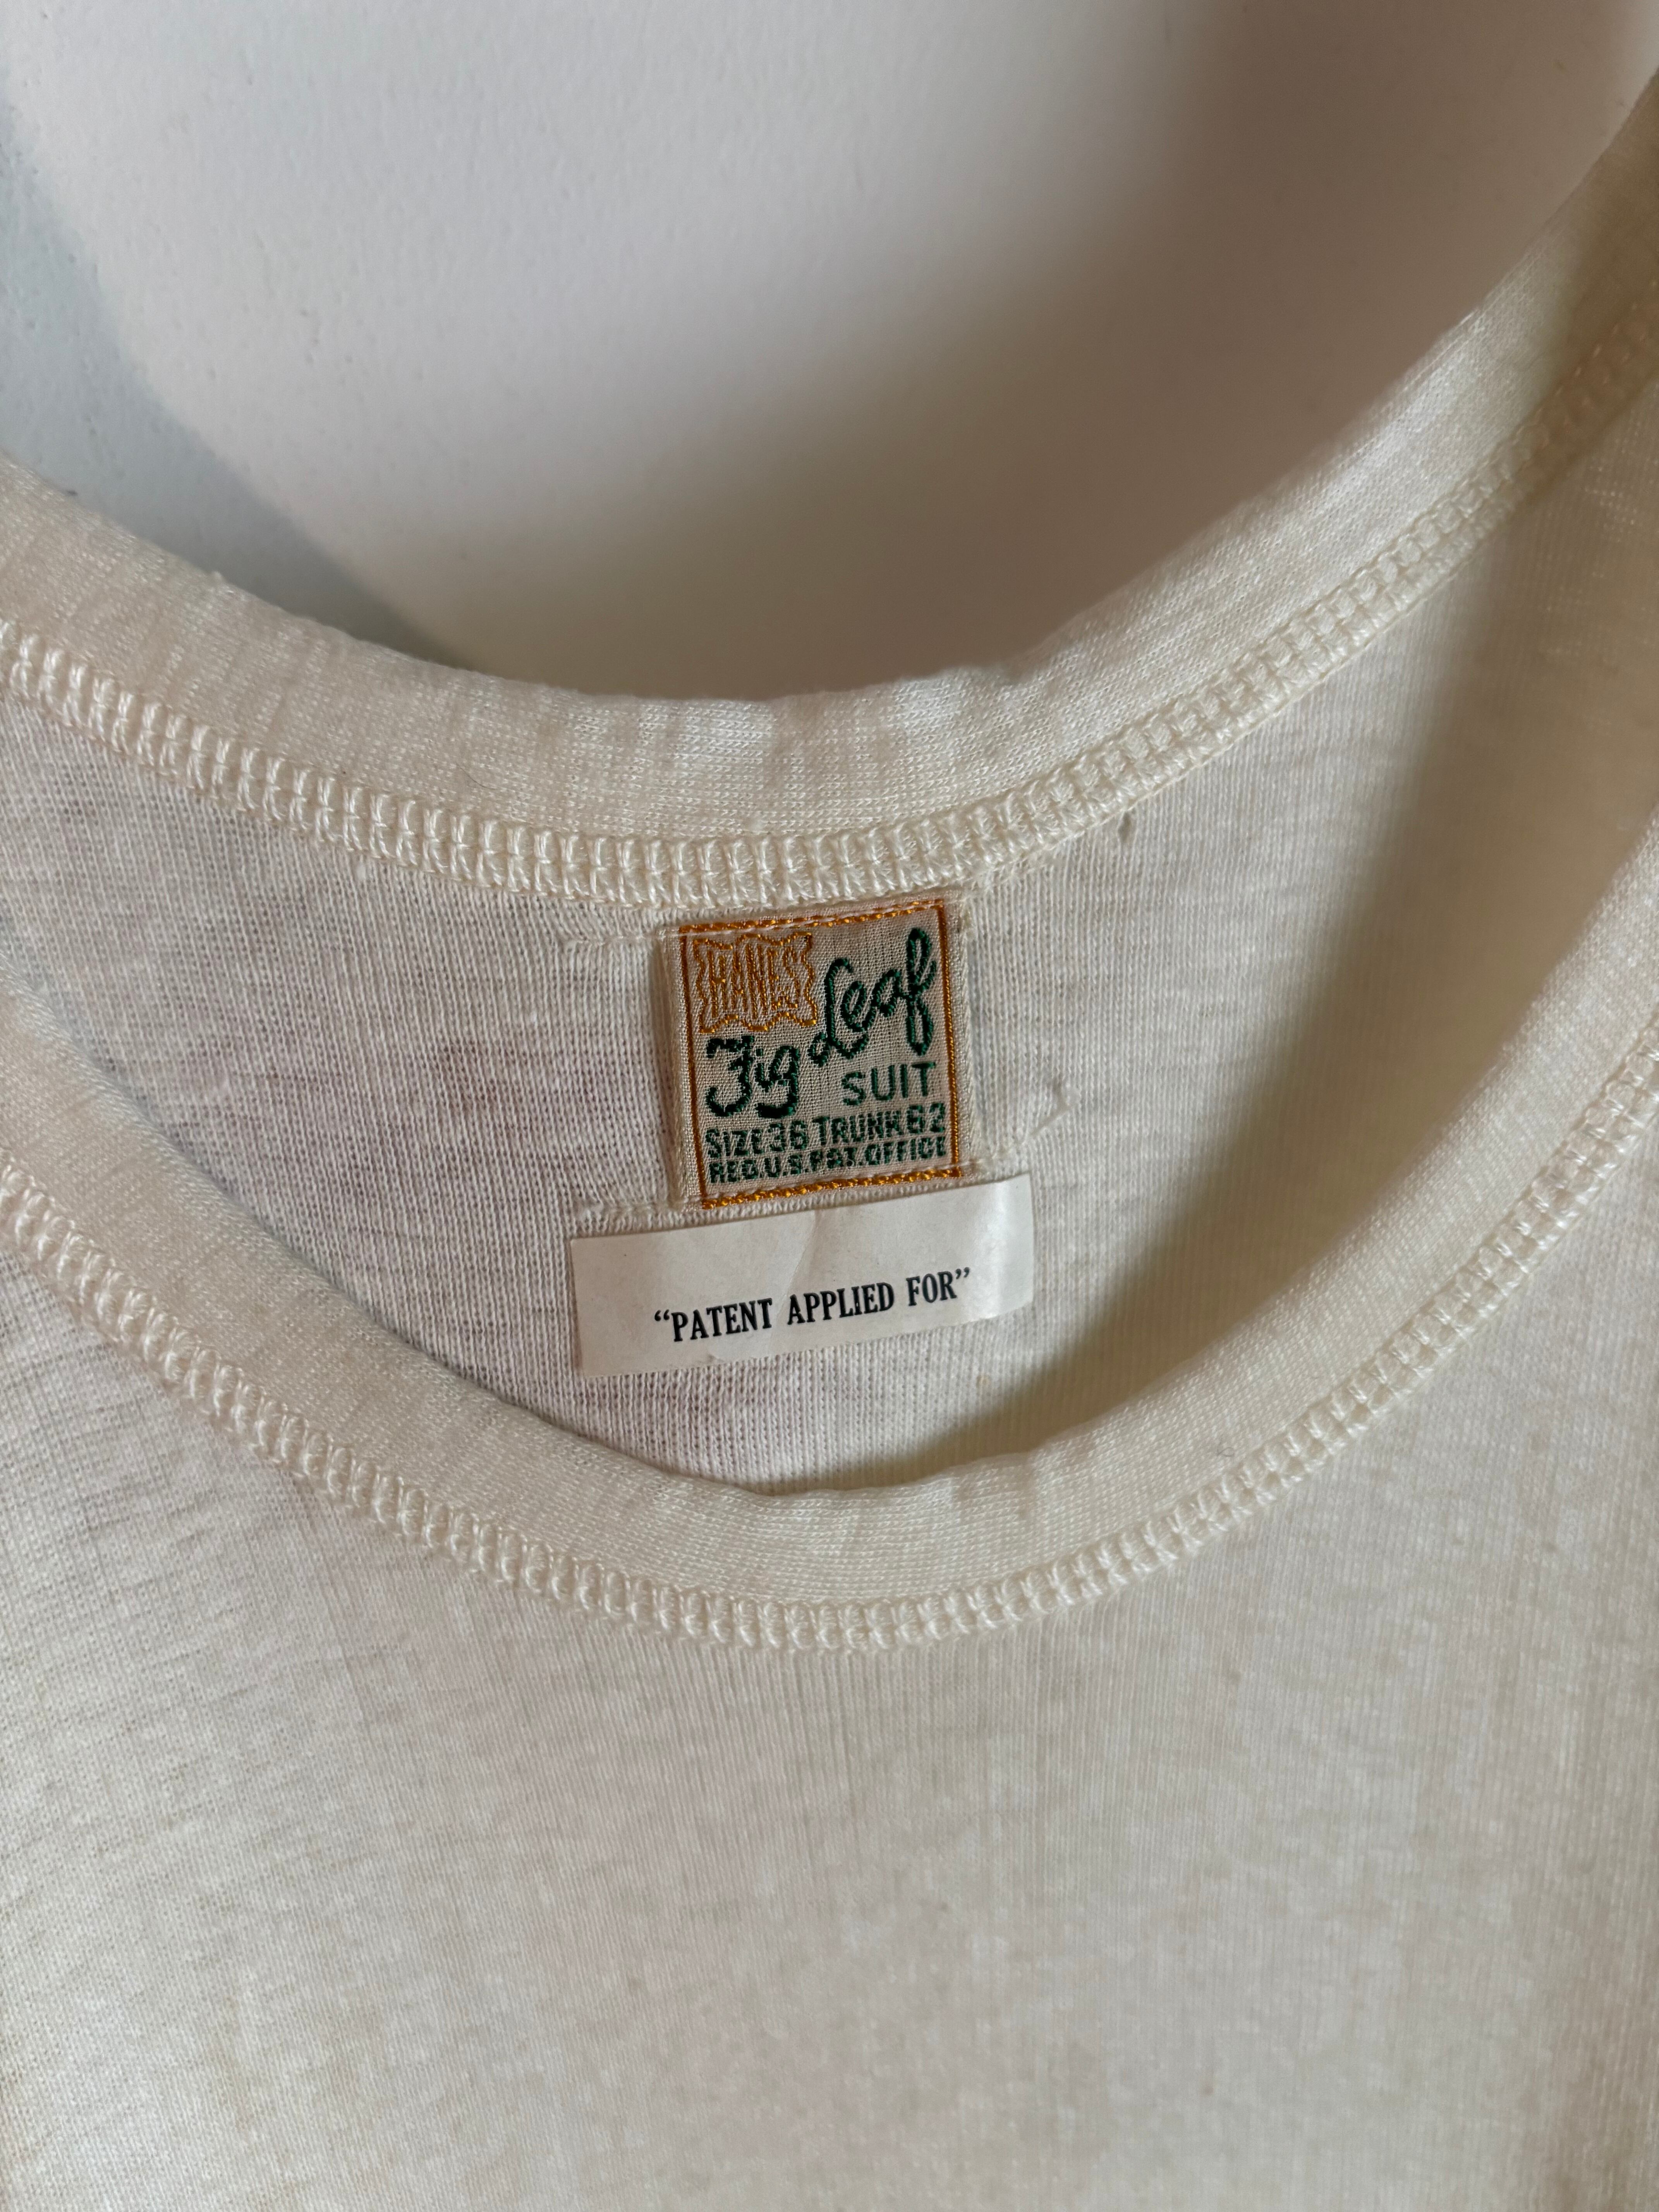 HANES
Fig Leaf
SUIT
SIZE 36 TRUNK 62
REG. U.S. PAT. OFFICE
“PATENT APPLIED FOR”